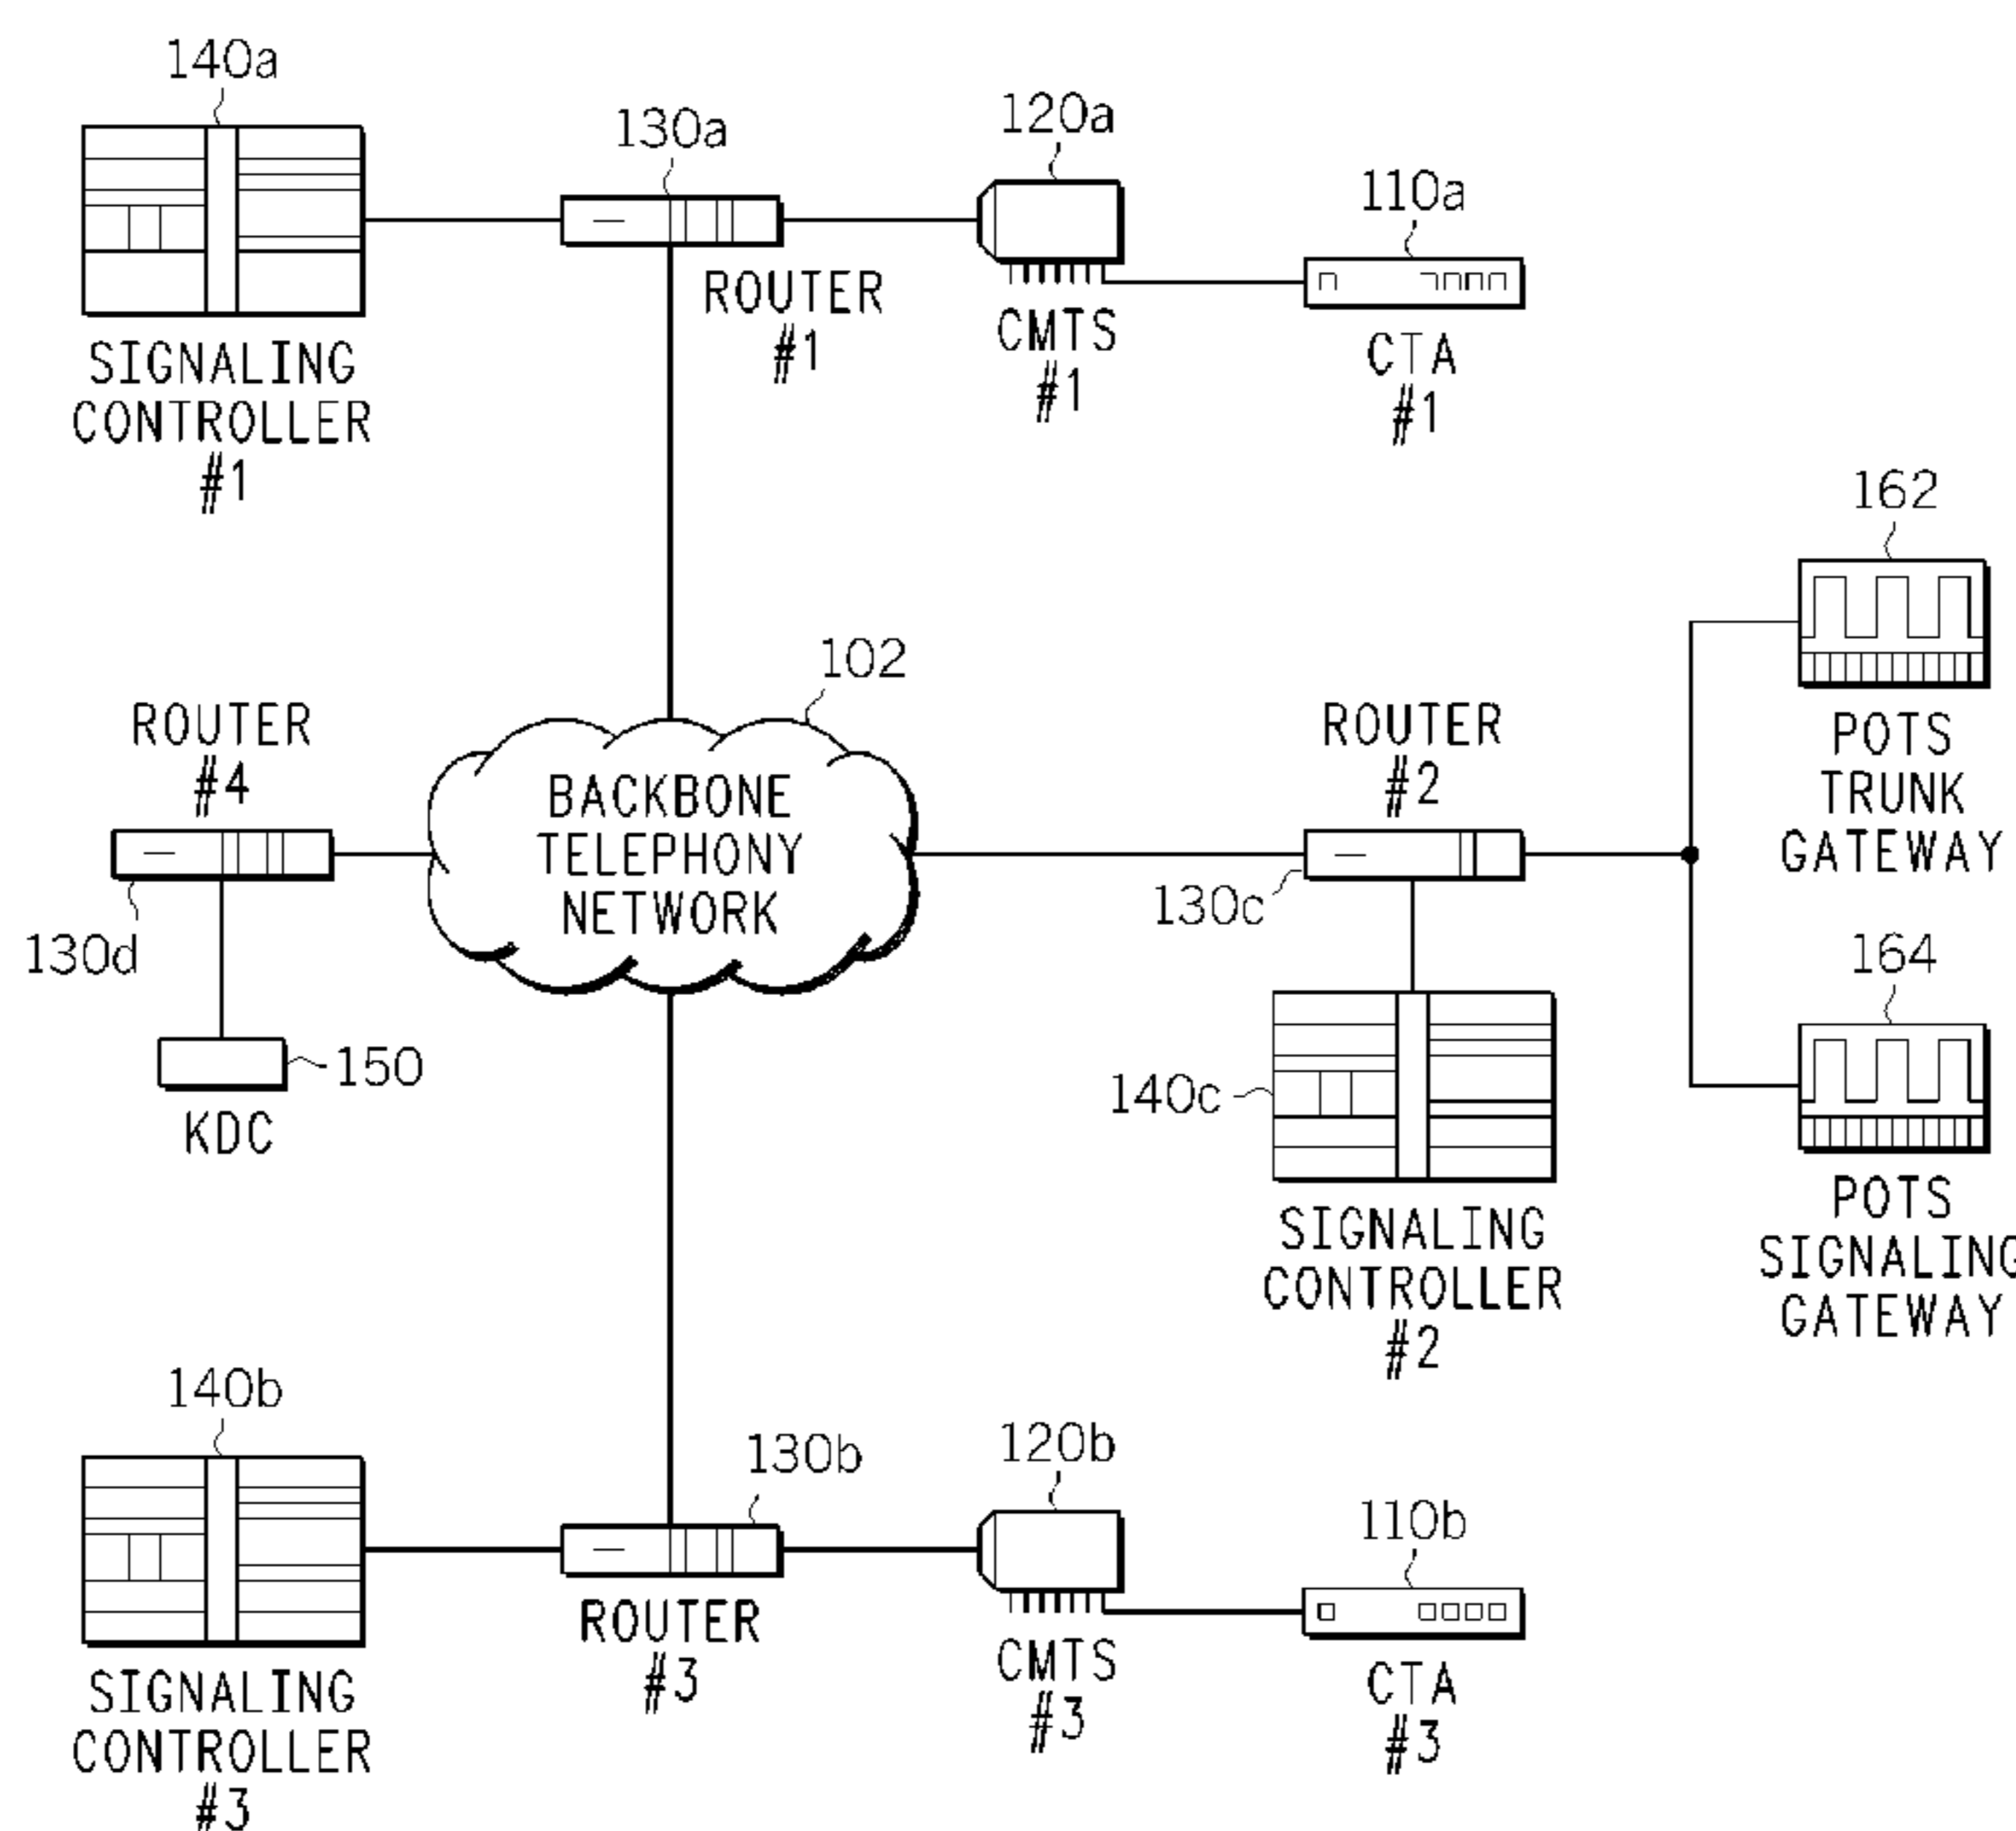 140a
130a
120a
110a
ROUTER
#1
SIGNALING
CONTROLLER
#1
CMTS
#1
CTA
#1
162
102
ROUTER
#4
BACKBONE
TELEPHONY
NETWORK
ROUTER
#2
POTS
TRUNK
GATEWAY
130d
130c
164
150
KDC
140c
SIGNALING
CONTROLLER
#2
POTS
SIGNALING
GATEWAY
140b
130b
120b
110b
ROUTER
#3
SIGNALING
CONTROLLER
#3
CMTS
#3
CTA
#3